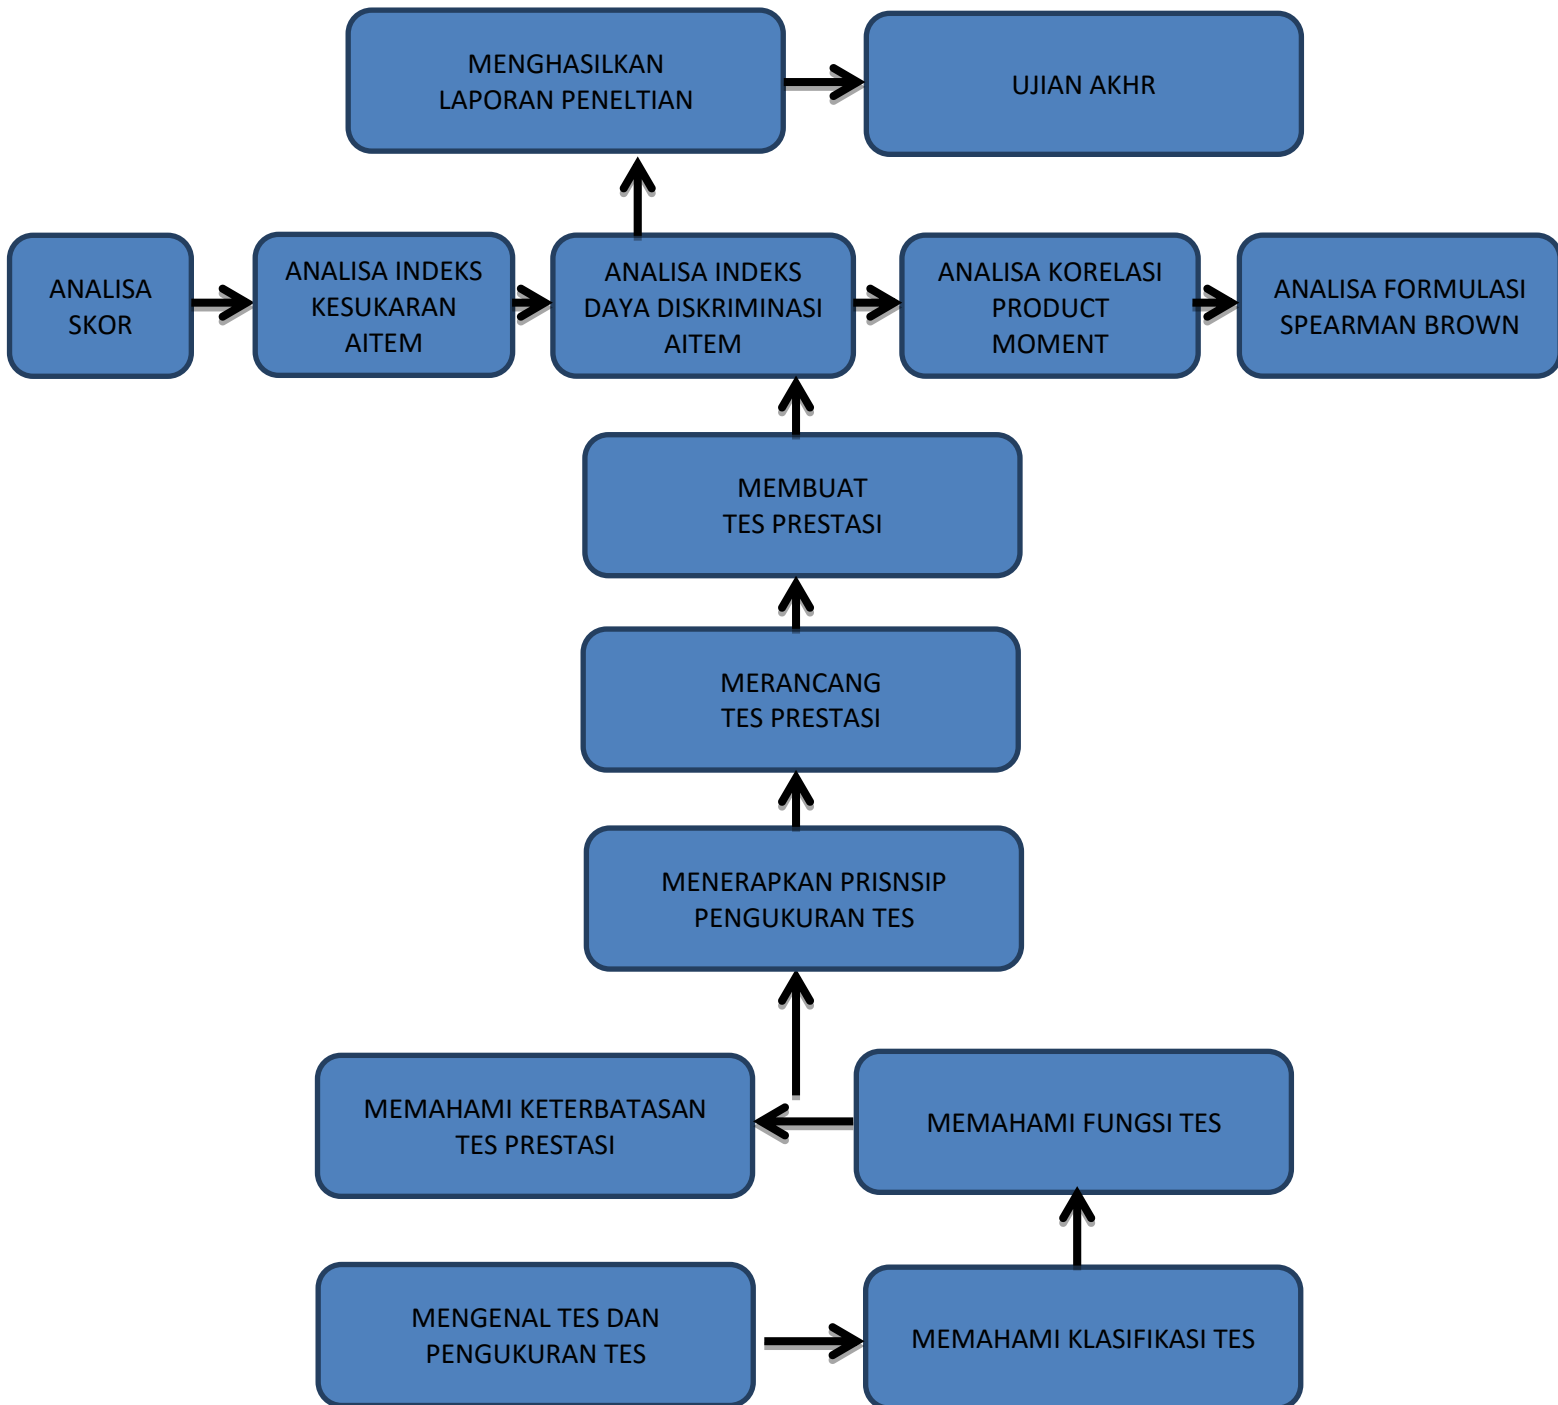 MENGHASILKAN
LAPORAN PENELTIAN
UJIAN AKHR
ANALISA
SKOR
ANALISA INDEKS
KESUKARAN
AITEM
ANALISA INDEKS
DAYA DISKRIMINASI
AITEM
ANALISA KORELASI
PRODUCT
MOMENT
ANALISA FORMULASI
SPEARMAN BROWN
MEMBUAT
TES PRESTASI
MERANCANG
TES PRESTASI
MENERAPKAN PRISNSIP
PENGUKURAN TES
MEMAHAMI KETERBATASAN
TES PRESTASI
MEMAHAMI FUNGSI TES
MENGENAL TES DAN
PENGUKURAN TES
MEMAHAMI KLASIFIKASI TES